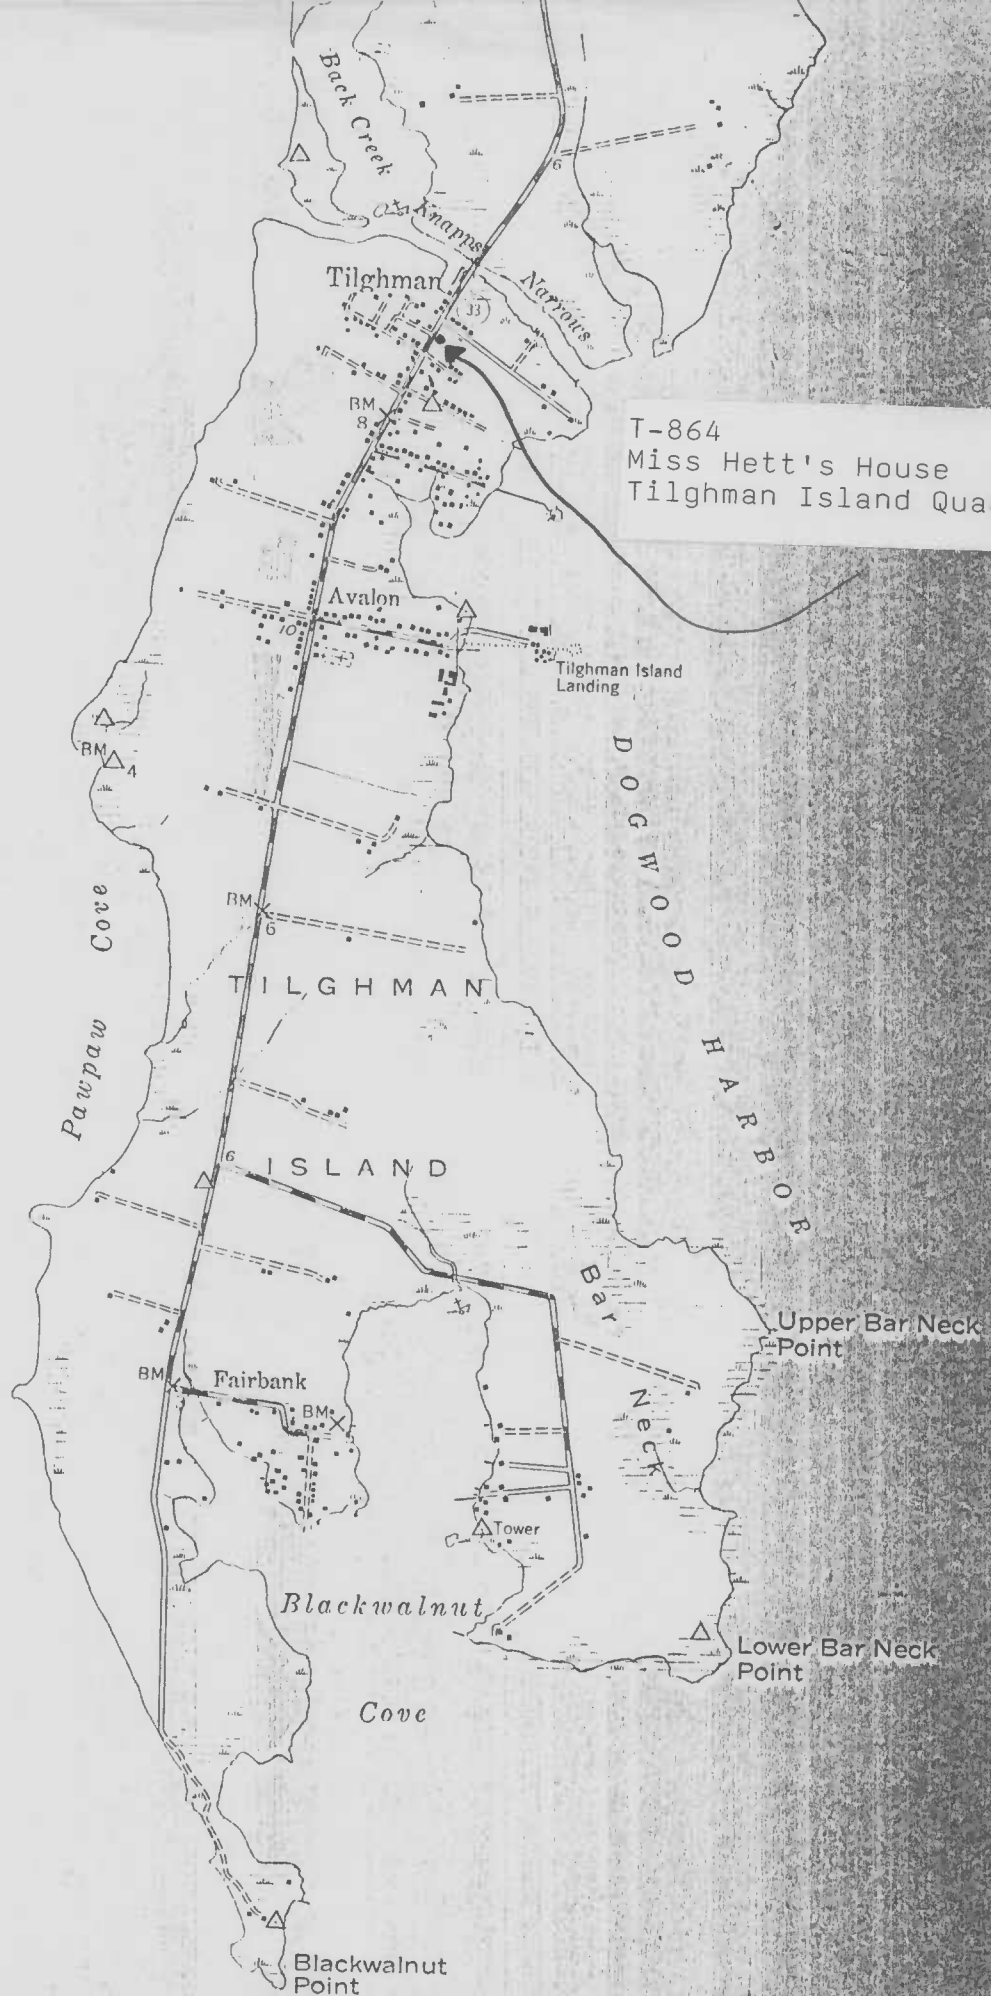 Back Creek
6
Knapps
Narrows
Tilghman
33
BM
8
T-864
Miss Hett's House
Tilghman Island Qua
Avalon
10
Tilghman Island
Landing
BM
4
DOGWOOD HARBOR
Pawpaw Cove
BM
6
TILGHMAN
ISLAND
6
Bar Neck
Upper Bar Neck
Point
BM
Fairbank
BM
Tower
Blackwalnut
Cove
Lower Bar Neck
Point
Blackwalnut
Point